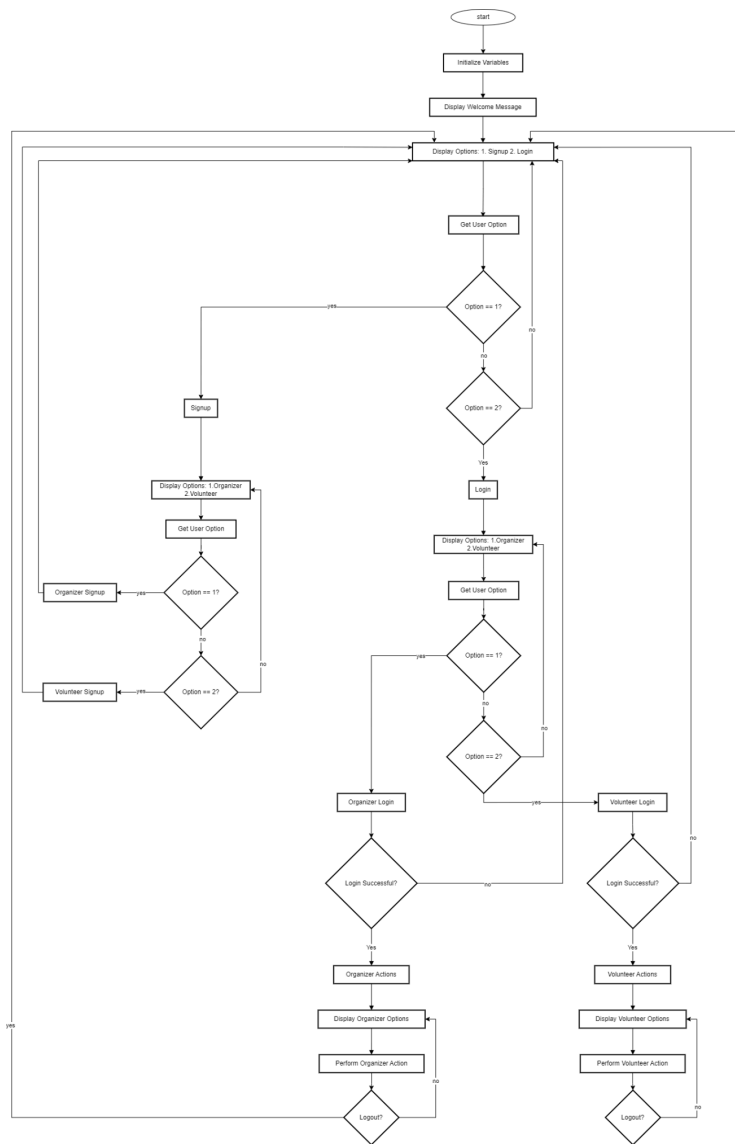 start
Initialize Variables
Display Welcome Message
Display Options: 1. Signup 2. Login
Get User Option
Option == 1?
yes
no
no
Option == 2?
Signup
Yes
Login
Display Options: 1.Organizer
2.Volunteer
Get User Option
Option == 1?
yes
Organizer Signup
no
no
Option == 2?
yes
Volunteer Signup
Display Options: 1.Organizer
2.Volunteer
Get User Option
Option == 1?
yes
no
no
Option == 2?
yes
Organizer Login
Volunteer Login
no
Login Successful?
no
Login Successful?
Yes
Yes
Organizer Actions
Volunteer Actions
Display Organizer Options
Display Volunteer Options
yes
Perform Organizer Action
Perform Volunteer Action
no
no
Logout?
Logout?